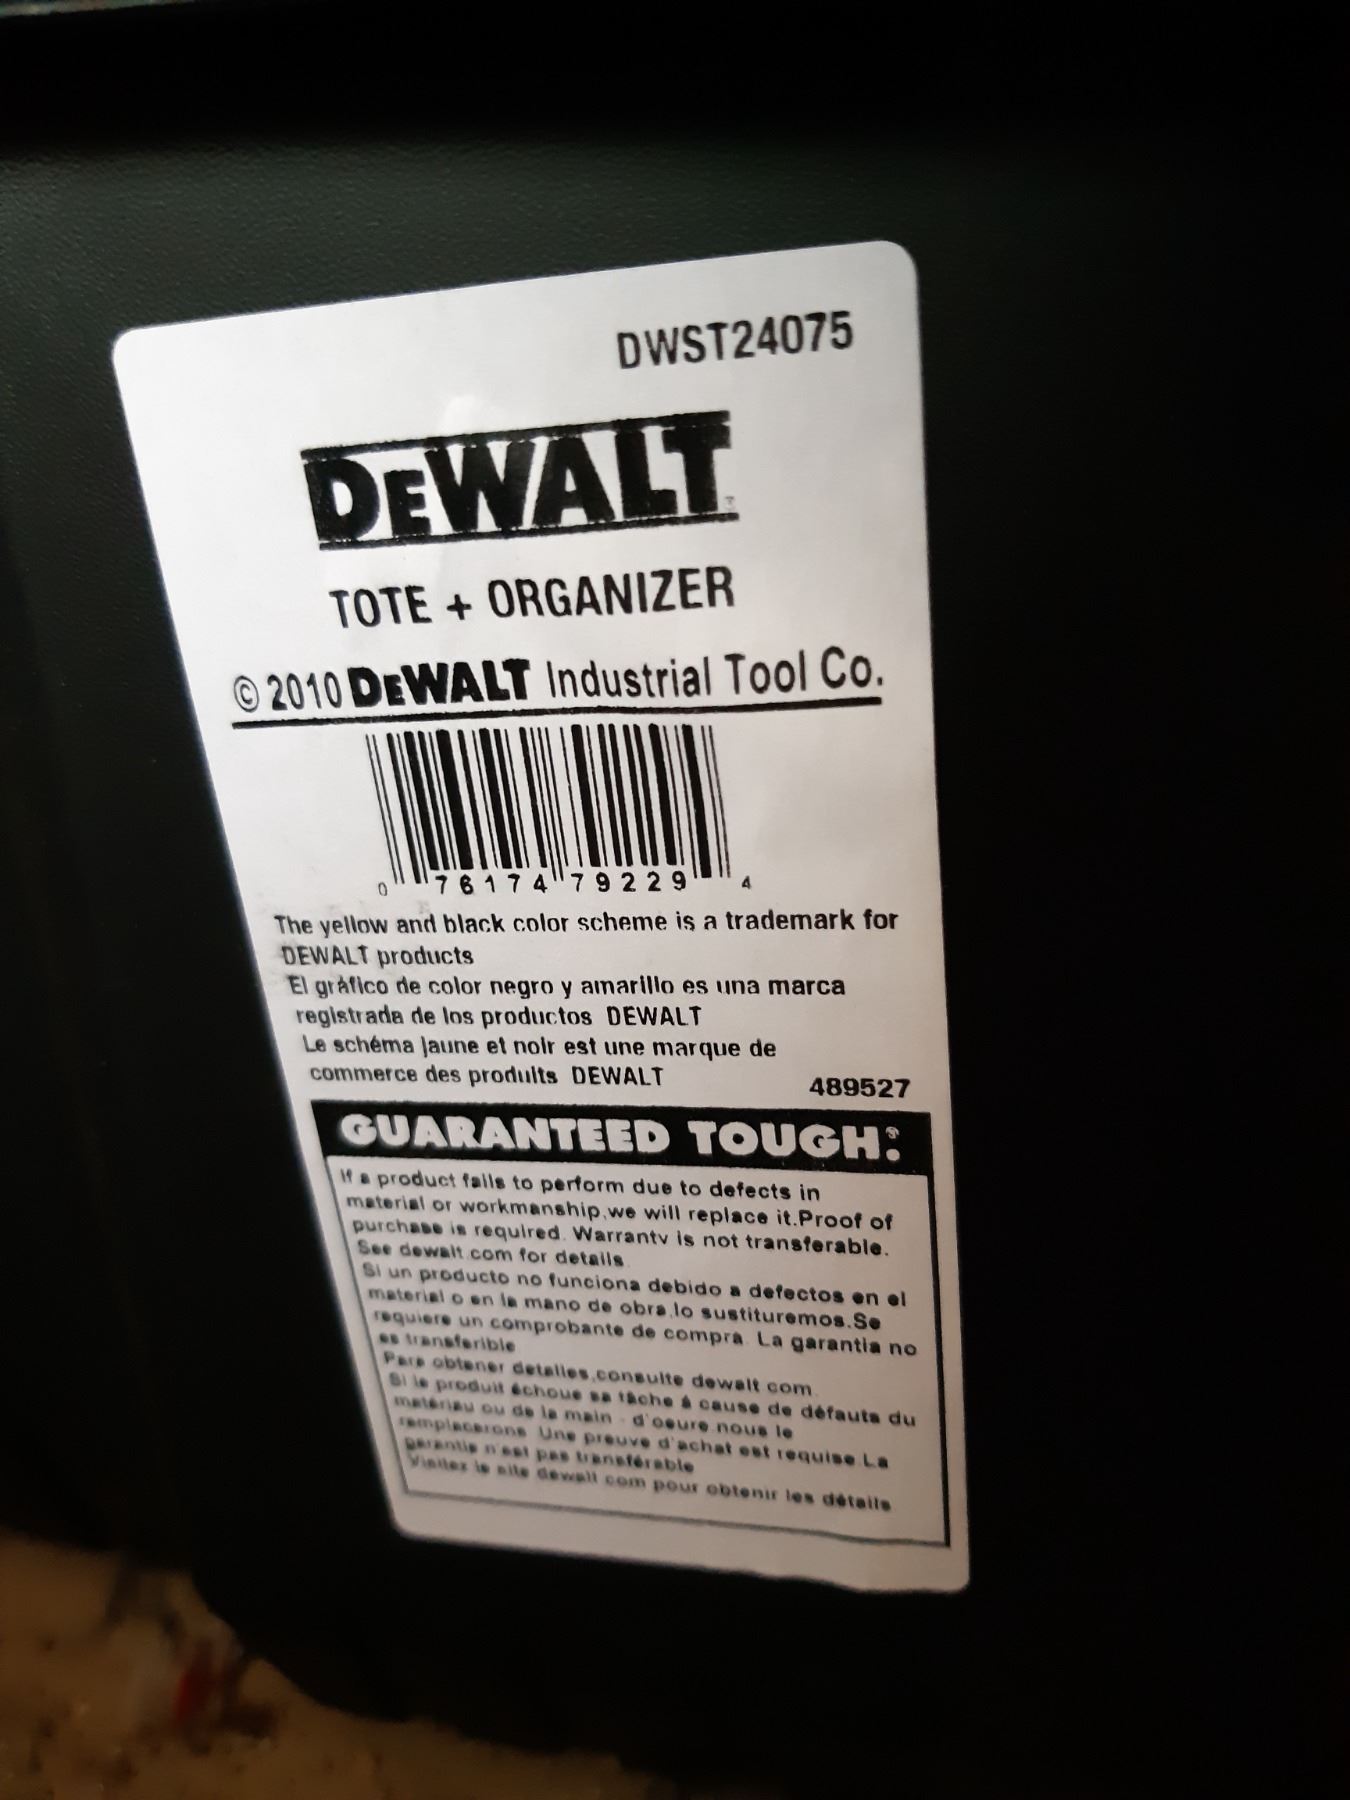 DWST24075
DEWALT®
TOTE + ORGANIZER
© 2010 DEWALT Industrial Tool Co.
0 76174 79229 4
The yellow and black color scheme is a trademark for
DEWALT products
El gráfico de color negro y amarillo es una marca
registrada de los productos DEWALT
Le schéma jaune et noir est une marque de
commerce des produits DEWALT
489527
GUARANTEED TOUGH.®
If a product fails to perform due to defects in
material or workmanship,we will replace it.Proof of
purchase is required. Warranty is not transferable.
See dewalt.com for details.
Si un producto no funciona debido a defectos en el
material o en la mano de obra,lo sustituremos.Se
requiere un comprobante de compra. La garantia no
es transferible
Para obtener detalles,consulte dewalt com.
Si le produit échoue sa tâche á cause de défauts du
matériau ou de la main - d'oeure nous le
remplacerons Une preuve d'achat est requise.La
garantie n'est pas transférable
Visitez le site dewalt com pour obtenir les détails